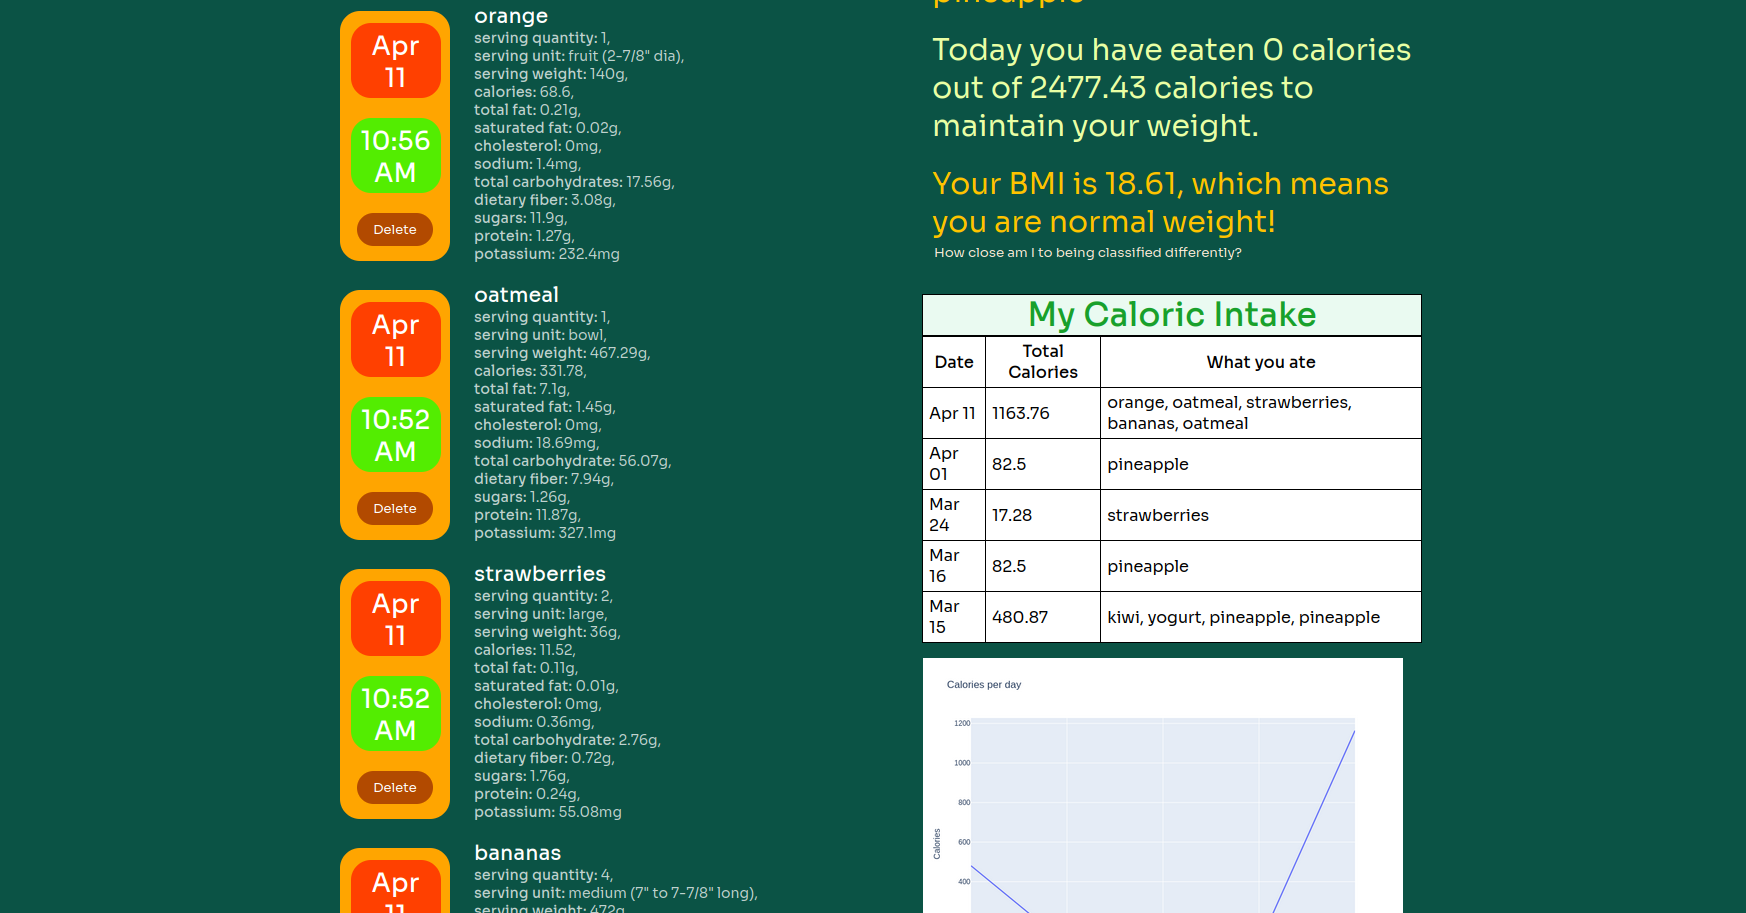 orange
Apr
11
10:56
AM
Delete
serving quantity: 1,
serving unit: fruit (2-7/8" dia),
serving weight: 140g,
calories: 68.6,
total fat: 0.21g,
saturated fat: 0.02g,
cholesterol: 0mg,
sodium: 1.4mg,
total carbohydrates: 17.56g,
dietary fiber: 3.08g,
sugars: 11.9g,
protein: 1.27g,
potassium: 232.4mg
oatmeal
Apr
11
10:52
AM
Delete
serving quantity: 1,
serving unit: bowl,
serving weight: 467.29g,
calories: 331.78,
total fat: 7.1g,
saturated fat: 1.45g,
cholesterol: 0mg,
sodium: 18.69mg,
total carbohydrate: 56.07g,
dietary fiber: 7.94g,
sugars: 1.26g,
protein: 11.87g,
potassium: 327.1mg
strawberries
Apr
11
10:52
AM
Delete
serving quantity: 2,
serving unit: large,
serving weight: 36g,
calories: 11.52,
total fat: 0.11g,
saturated fat: 0.01g,
cholesterol: 0mg,
sodium: 0.36mg,
total carbohydrate: 2.76g,
dietary fiber: 0.72g,
sugars: 1.76g,
protein: 0.24g,
potassium: 55.08mg
bananas
Apr
11
serving quantity: 4,
serving unit: medium (7" to 7-7/8" long),
serving weight: 472g
pineapple
Today you have eaten 0 calories
out of 2477.43 calories to
maintain your weight.
Your BMI is 18.61, which means
you are normal weight!
How close am I to being classified differently?
My Caloric Intake
Date Total Calories What you ate
Apr 11 1163.76 orange, oatmeal, strawberries,
bananas, oatmeal
Apr 01 82.5 pineapple
Mar 24 17.28 strawberries
Mar 16 82.5 pineapple
Mar 15 480.87 kiwi, yogurt, pineapple, pineapple
Calories per day
1200
1000
800
600
400
Calories